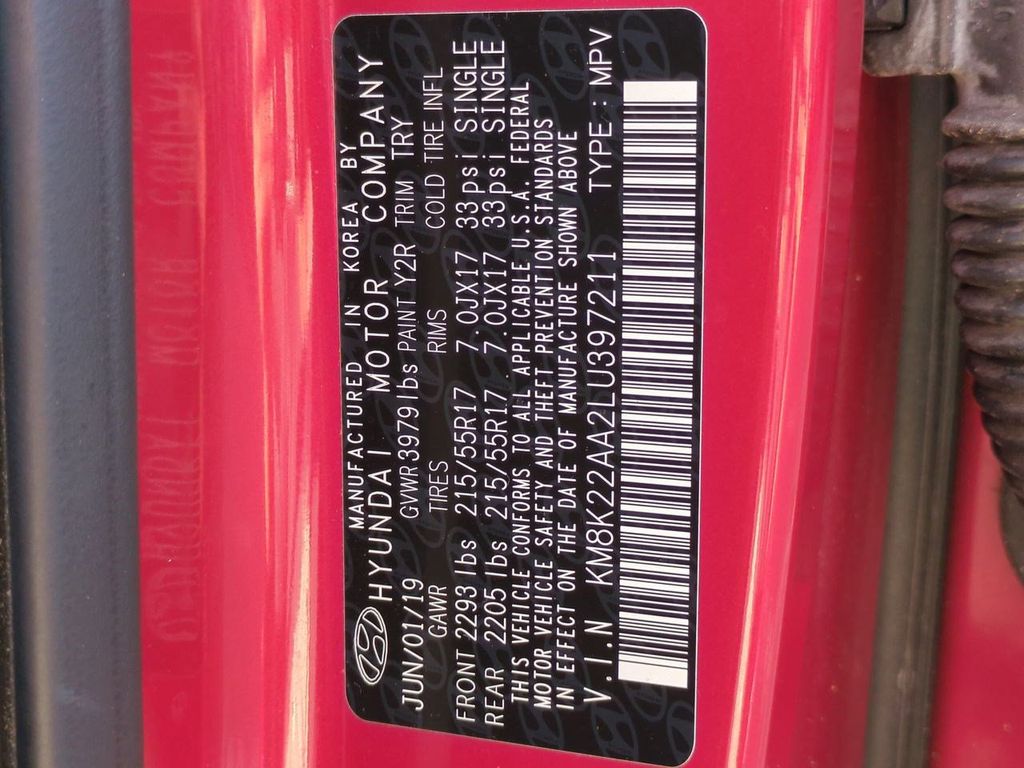 MANUFACTURED IN KOREA BY
HYUNDAI MOTOR COMPANY
JUN/01/19 GVWR 3979 lbs PAINT Y2R TRIM TRY
GAWR TIRES RIMS COLD TIRE INFL
FRONT 2293 lbs 215/55R17 7.0JX17 33psi SINGLE
REAR 2205 lbs 215/55R17 7.0JX17 33psi SINGLE
THIS VEHICLE CONFORMS TO ALL APPLICABLE U.S.A. FEDERAL
MOTOR VEHICLE SAFETY AND THEFT PREVENTION STANDARDS
IN EFFECT ON THE DATE OF MANUFACTURE SHOWN ABOVE
V.I.N KM8K22AA2LU397211 TYPE: MPV